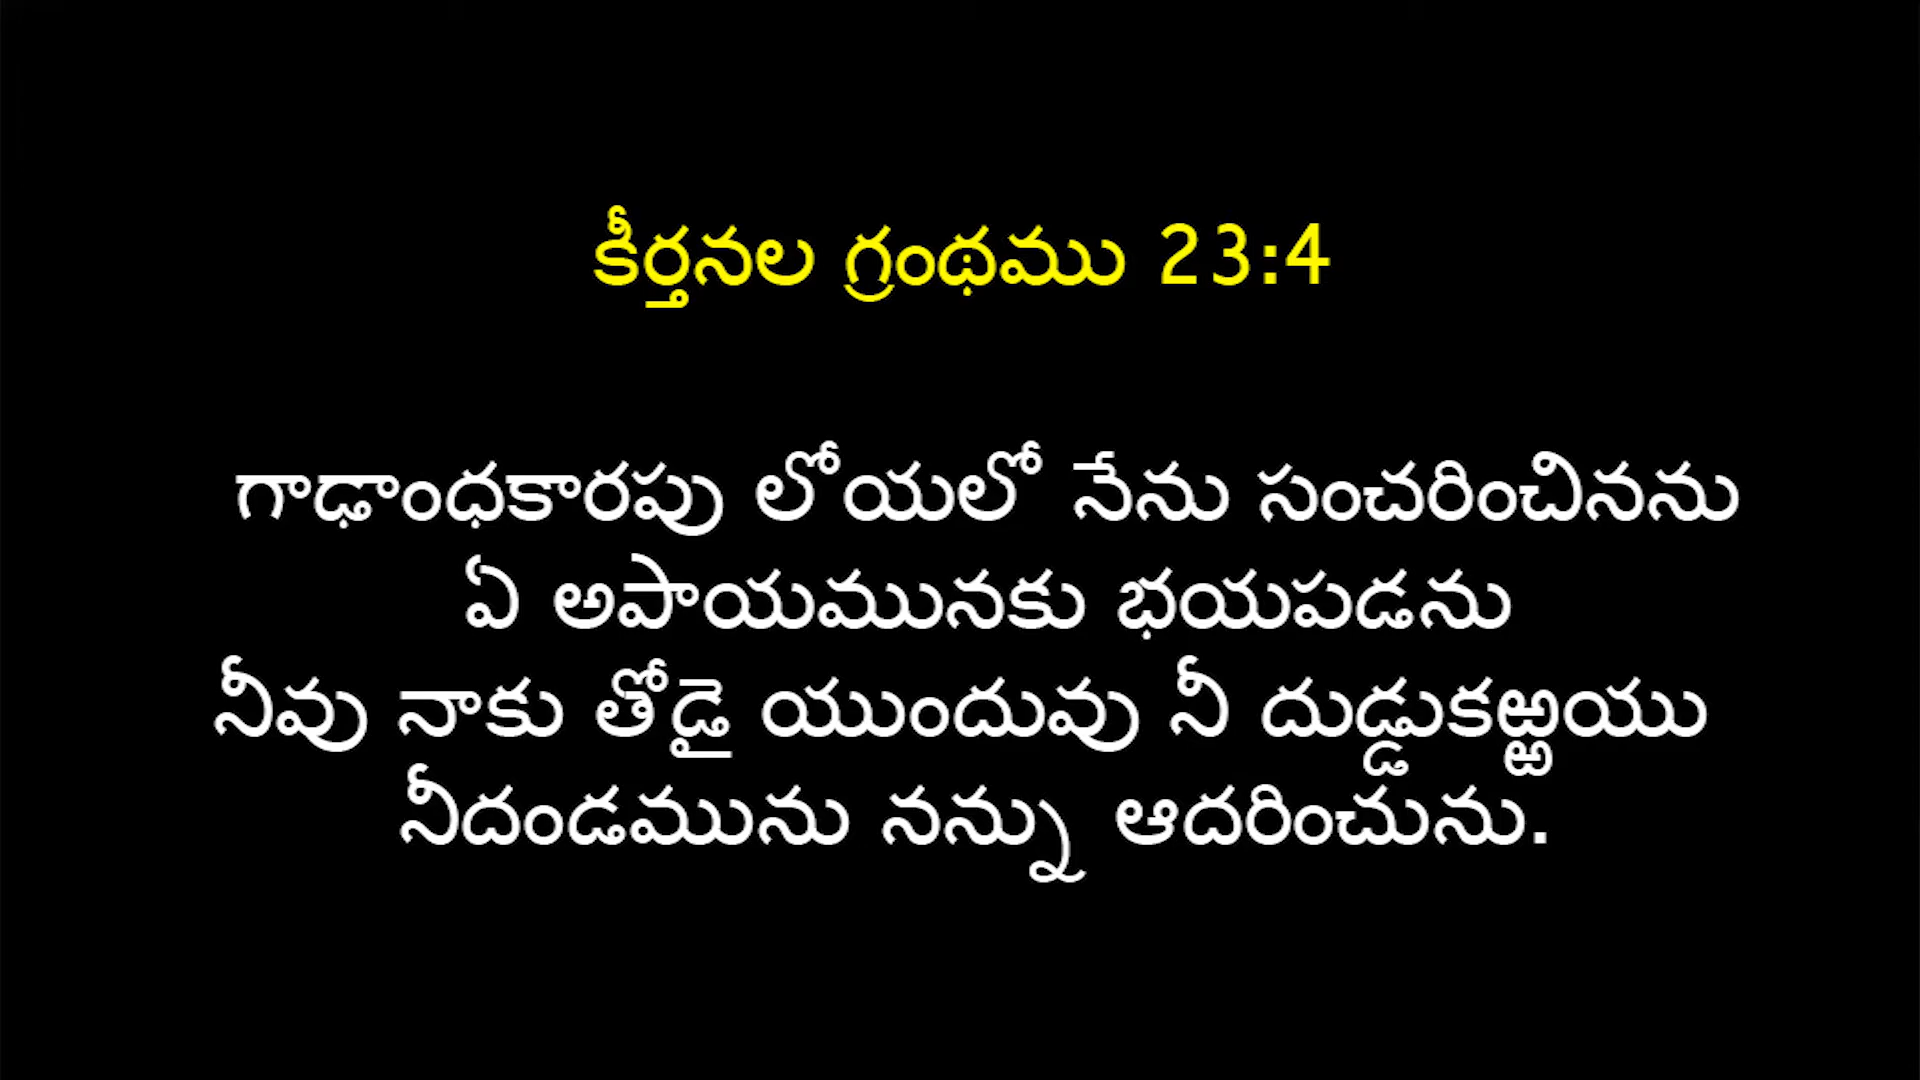 కీర్తనల గ్రంథము 23:4
గాఢాంధకారపు లోయలో నేను సంచరించినను
ఏ అపాయమునకు భయపడను
నీవు నాకు తోడై యుందువు నీ దుడ్డుకఱ్ఱయు
నీదండమును నన్ను ఆదరించును.